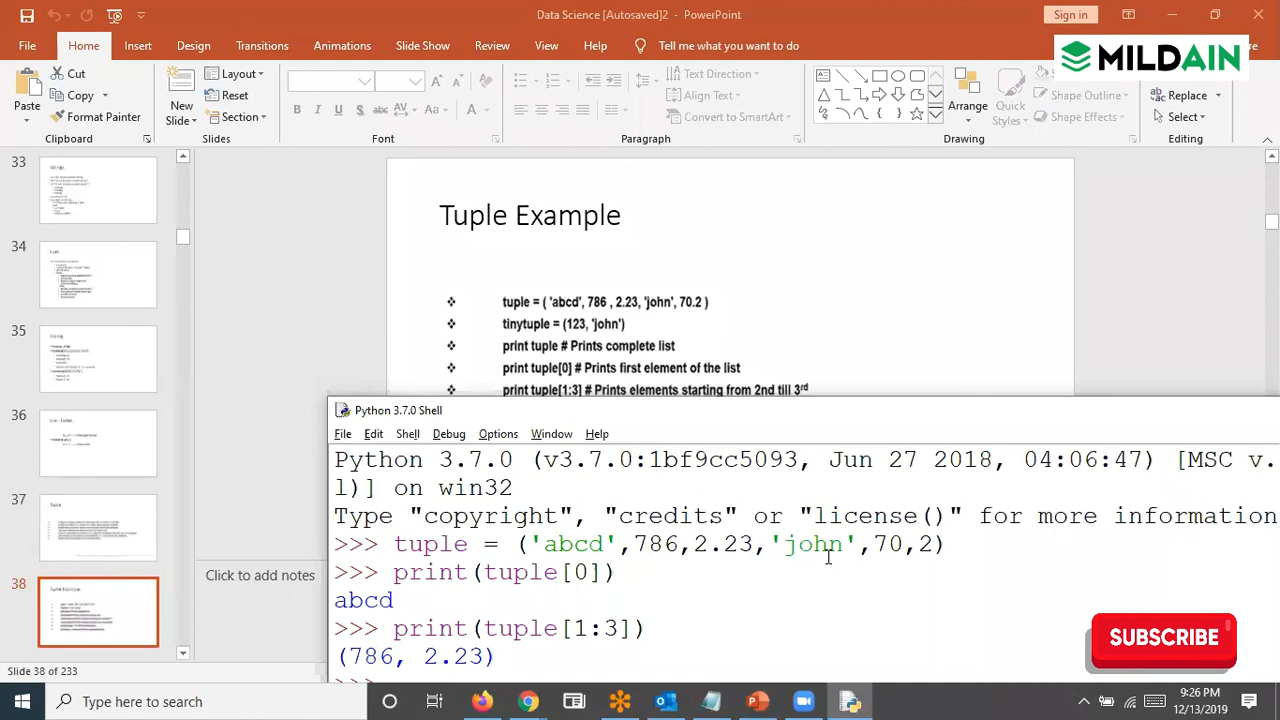 Data Science [Autosaved]2 - PowerPoint
Sign in
File Home Insert Design Transitions Animations Slide Show Review View Help Tell me what you want to do
MILDAIN
Paste
Cut
Copy
Format Painter
Clipboard
New Slide
Layout
Reset
Section
Slides
Font
Text Direction
Align Text
Convert to SmartArt
Paragraph
Arrange
Quick Styles
Shape Outline
Shape Effects
Drawing
Replace
Select
Editing
33
34
35
36
37
38
Tuple Example
❖ tuple = ( 'abcd', 786 , 2.23, 'john', 70.2 )
❖ tinytuple = (123, 'john')
❖ print tuple # Prints complete list
❖ print tuple[0] # Prints first element of the list
❖ print tuple[1:3] # Prints elements starting from 2nd till 3rd
Click to add notes
Python 3.7.0 Shell
File Edit Shell Debug Options Window Help
Python 3.7.0 (v3.7.0:1bf9cc5093, Jun 27 2018, 04:06:47) [MSC v.
l)] on win32
Type "copyright", "credits" or "license()" for more information
>>> tuple = ('abcd',786,2.23,'john',70,2)
>>> print(tuple[0])
abcd
>>> print(tuple[1:3])
(786, 2.23)
>>>
SUBSCRIBE
Slide 38 of 233
Type here to search
9:26 PM
12/13/2019